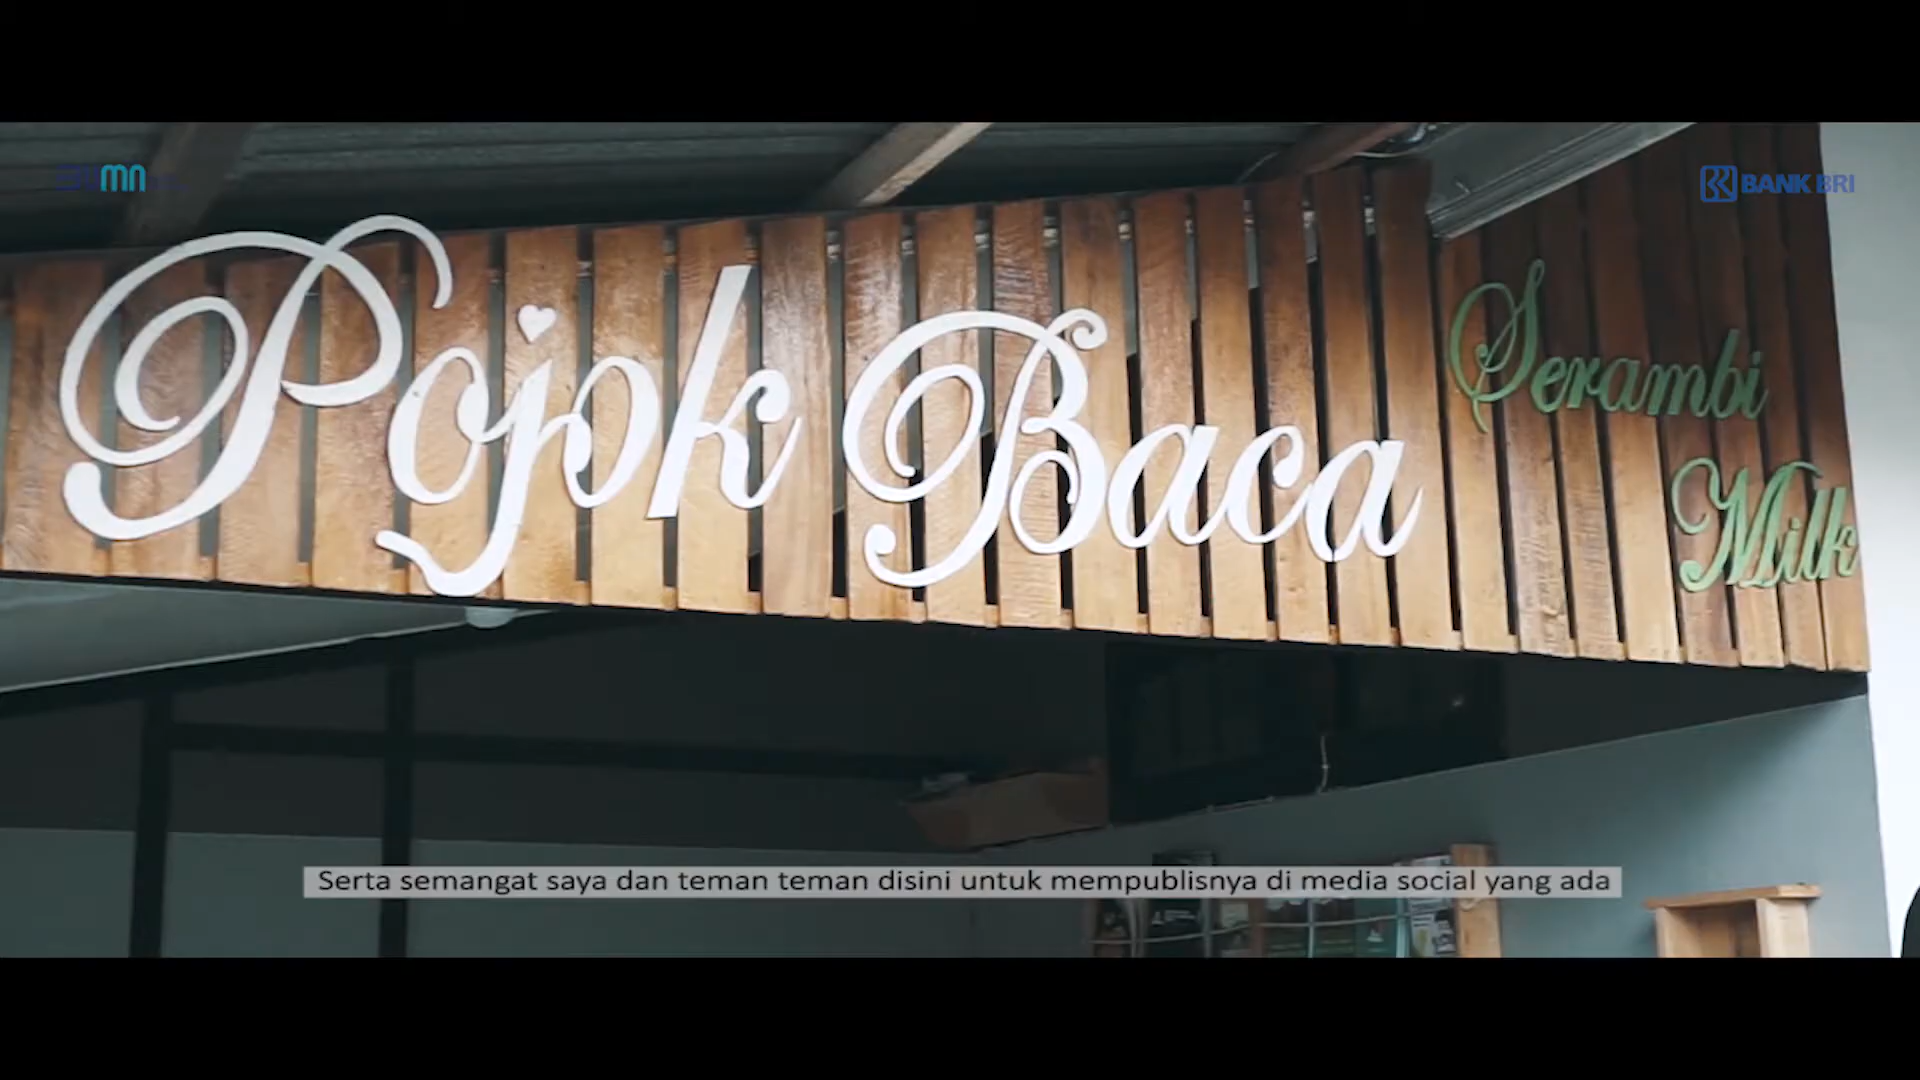 BANK BRI
Pojok Baca
Serambi
Milk
Serta semangat saya dan teman teman disini untuk mempublisnya di media social yang ada